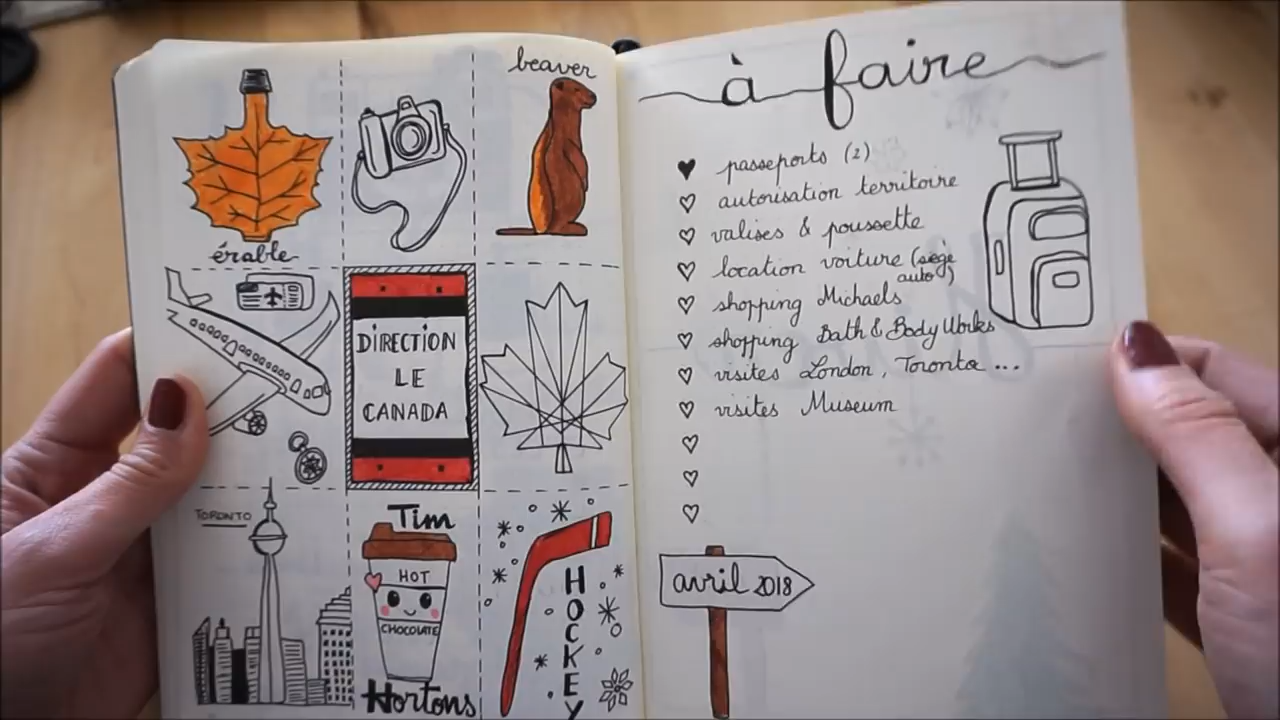 beaver
érable
DIRECTION
LE
CANADA
TORONTO
Tim
HOT
CHOCOLATE
Hortons
HOCKEY
à faire
passeports (2)
autorisation territoire
valises & poussette
location voiture (siège
auto)
shopping Michaels
shopping Bath & Body Works
visites London, Toronto ...
visites Museum
avril 2018